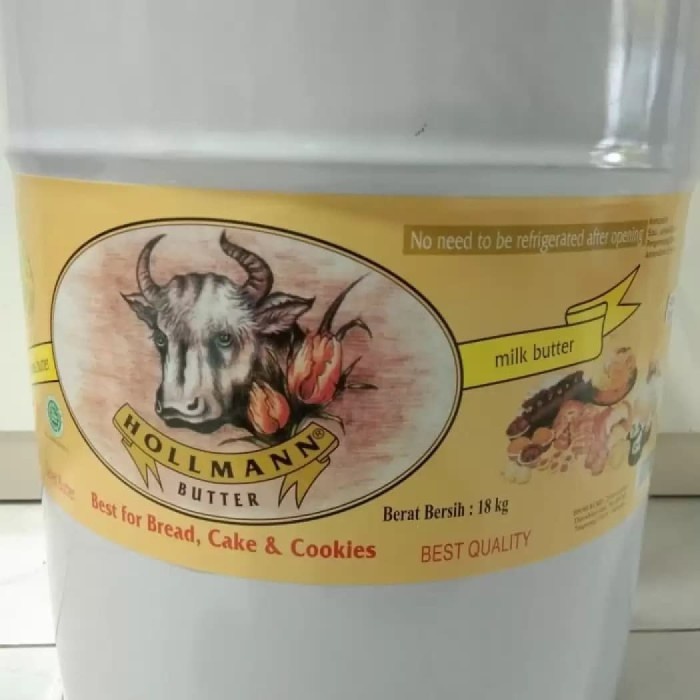 No need to be refrigerated after opening
milk butter
HOLLMANN®
BUTTER
Best for Bread, Cake & Cookies
Berat Bersih : 18 kg
BEST QUALITY